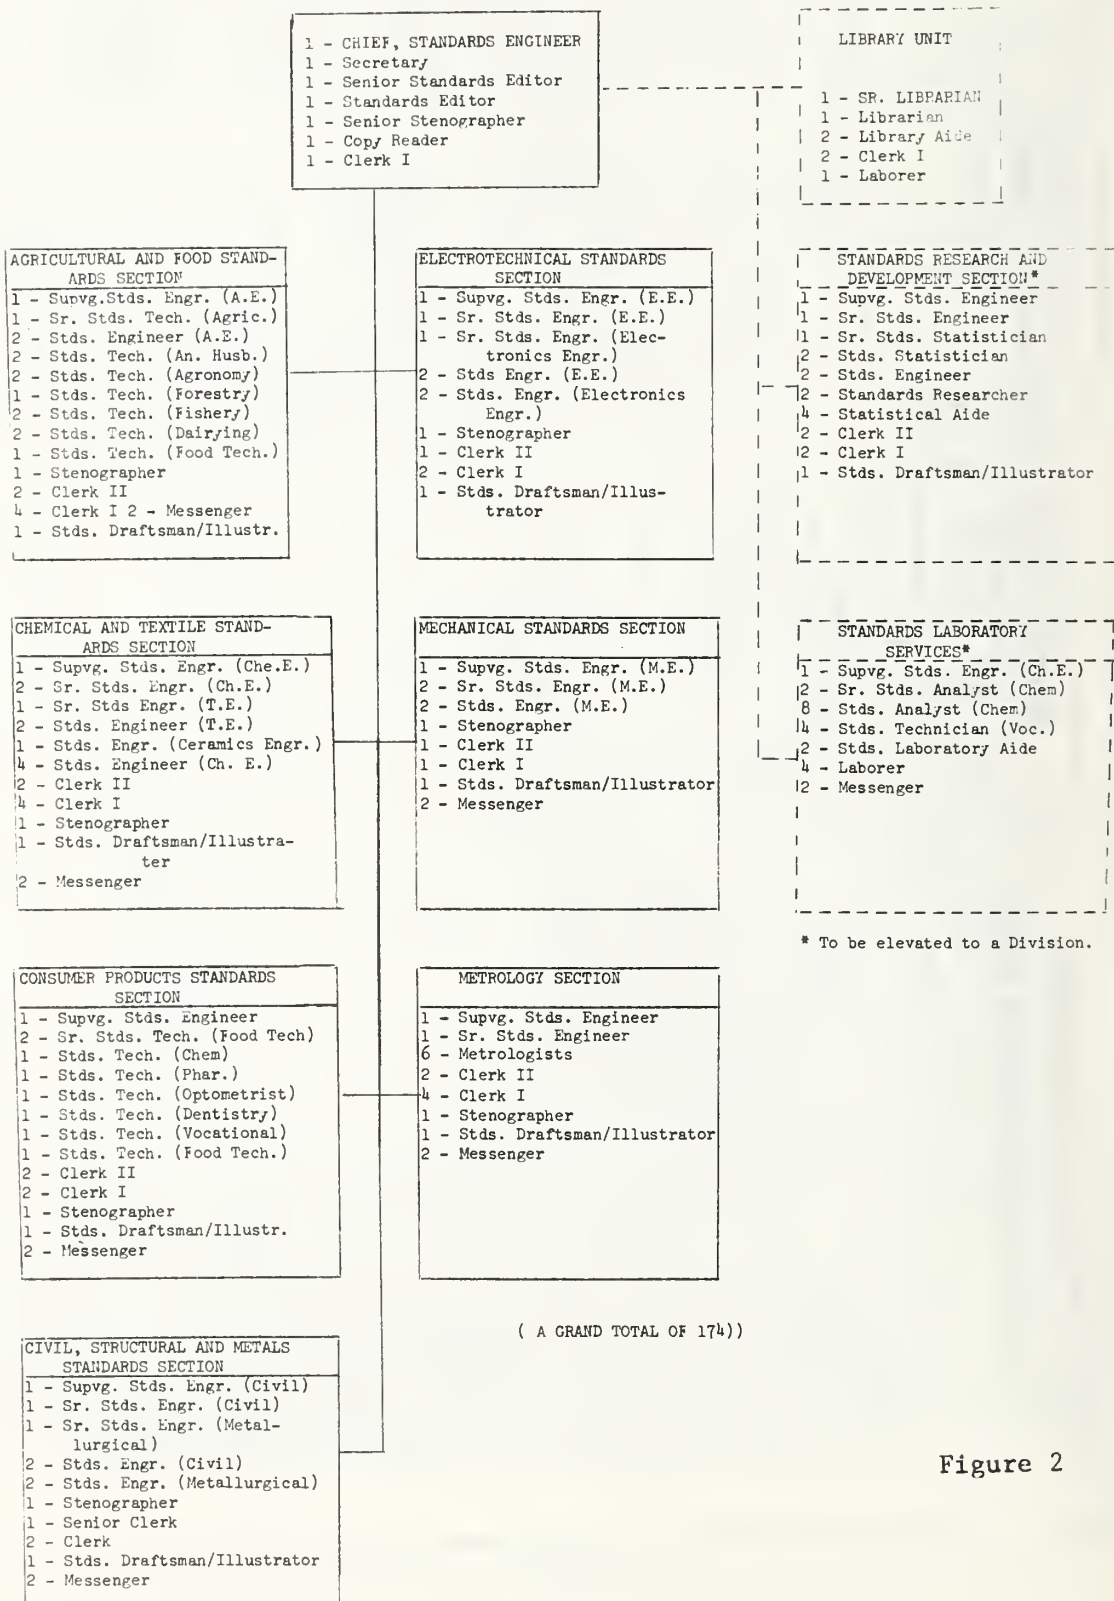 1 - CHIEF, STANDARDS ENGINEER
1 - Secretary
1 - Senior Standards Editor
1 - Standards Editor
1 - Senior Stenographer
1 - Copy Reader
1 - Clerk I
LIBRARY UNIT
1 - SR. LIBRARIAN
1 - Librarian
2 - Library Aide
2 - Clerk I
1 - Laborer
AGRICULTURAL AND FOOD STAND-
ARDS SECTION
1 - Supvg.Stds. Engr. (A.E.)
1 - Sr. Stds. Tech. (Agric.)
2 - Stds. Engineer (A.E.)
2 - Stds. Tech. (An. Husb.)
2 - Stds. Tech. (Agronomy)
1 - Stds. Tech. (Forestry)
2 - Stds. Tech. (Fishery)
2 - Stds. Tech. (Dairying)
1 - Stds. Tech. (Food Tech.)
1 - Stenographer
2 - Clerk II
4 - Clerk I 2 - Messenger
1 - Stds. Draftsman/Illustr.
ELECTROTECHNICAL STANDARDS
SECTION
1 - Supvg. Stds. Engr. (E.E.)
1 - Sr. Stds. Engr. (E.E.)
1 - Sr. Stds. Engr. (Elec-
tronics Engr.)
2 - Stds Engr. (E.E.)
2 - Stds. Engr. (Electronics
Engr.)
1 - Stenographer
1 - Clerk II
2 - Clerk I
1 - Stds. Draftsman/Illus-
trator
STANDARDS RESEARCH AND
DEVELOPMENT SECTION*
1 - Supvg. Stds. Engineer
1 - Sr. Stds. Engineer
1 - Sr. Stds. Statistician
2 - Stds. Statistician
2 - Stds. Engineer
2 - Standards Researcher
4 - Statistical Aide
2 - Clerk II
2 - Clerk I
1 - Stds. Draftsman/Illustrator
CHEMICAL AND TEXTILE STAND-
ARDS SECTION
1 - Supvg. Stds. Engr. (Che.E.)
2 - Sr. Stds. Engr. (Ch.E.)
1 - Sr. Stds Engr. (T.E.)
2 - Stds. Engineer (T.E.)
1 - Stds. Engr. (Ceramics Engr.)
4 - Stds. Engineer (Ch. E.)
2 - Clerk II
4 - Clerk I
1 - Stenographer
1 - Stds. Draftsman/Illustra-
ter
2 - Messenger
MECHANICAL STANDARDS SECTION
1 - Supvg. Stds. Engr. (M.E.)
2 - Sr. Stds. Engr. (M.E.)
2 - Stds. Engr. (M.E.)
1 - Stenographer
1 - Clerk II
1 - Clerk I
1 - Stds. Draftsman/Illustrator
2 - Messenger
STANDARDS LABORATORY
SERVICES*
1 - Supvg. Stds. Engr. (Ch.E.)
2 - Sr. Stds. Analyst (Chem)
8 - Stds. Analyst (Chem)
4 - Stds. Technician (Voc.)
2 - Stds. Laboratory Aide
4 - Laborer
2 - Messenger
* To be elevated to a Division.
CONSUMER PRODUCTS STANDARDS
SECTION
1 - Supvg. Stds. Engineer
2 - Sr. Stds. Tech. (Food Tech)
1 - Stds. Tech. (Chem)
1 - Stds. Tech. (Phar.)
1 - Stds. Tech. (Optometrist)
1 - Stds. Tech. (Dentistry)
1 - Stds. Tech. (Vocational)
1 - Stds. Tech. (Food Tech.)
2 - Clerk II
2 - Clerk I
1 - Stenographer
1 - Stds. Draftsman/Illustr.
2 - Messenger
METROLOGY SECTION
1 - Supvg. Stds. Engineer
1 - Sr. Stds. Engineer
6 - Metrologists
2 - Clerk II
4 - Clerk I
1 - Stenographer
1 - Stds. Draftsman/Illustrator
2 - Messenger
( A GRAND TOTAL OF 174))
CIVIL, STRUCTURAL AND METALS
STANDARDS SECTION
1 - Supvg. Stds. Engr. (Civil)
1 - Sr. Stds. Engr. (Civil)
1 - Sr. Stds. Engr. (Metal-
lurgical)
2 - Stds. Engr. (Civil)
2 - Stds. Engr. (Metallurgical)
1 - Stenographer
1 - Senior Clerk
2 - Clerk
1 - Stds. Draftsman/Illustrator
2 - Messenger
Figure 2